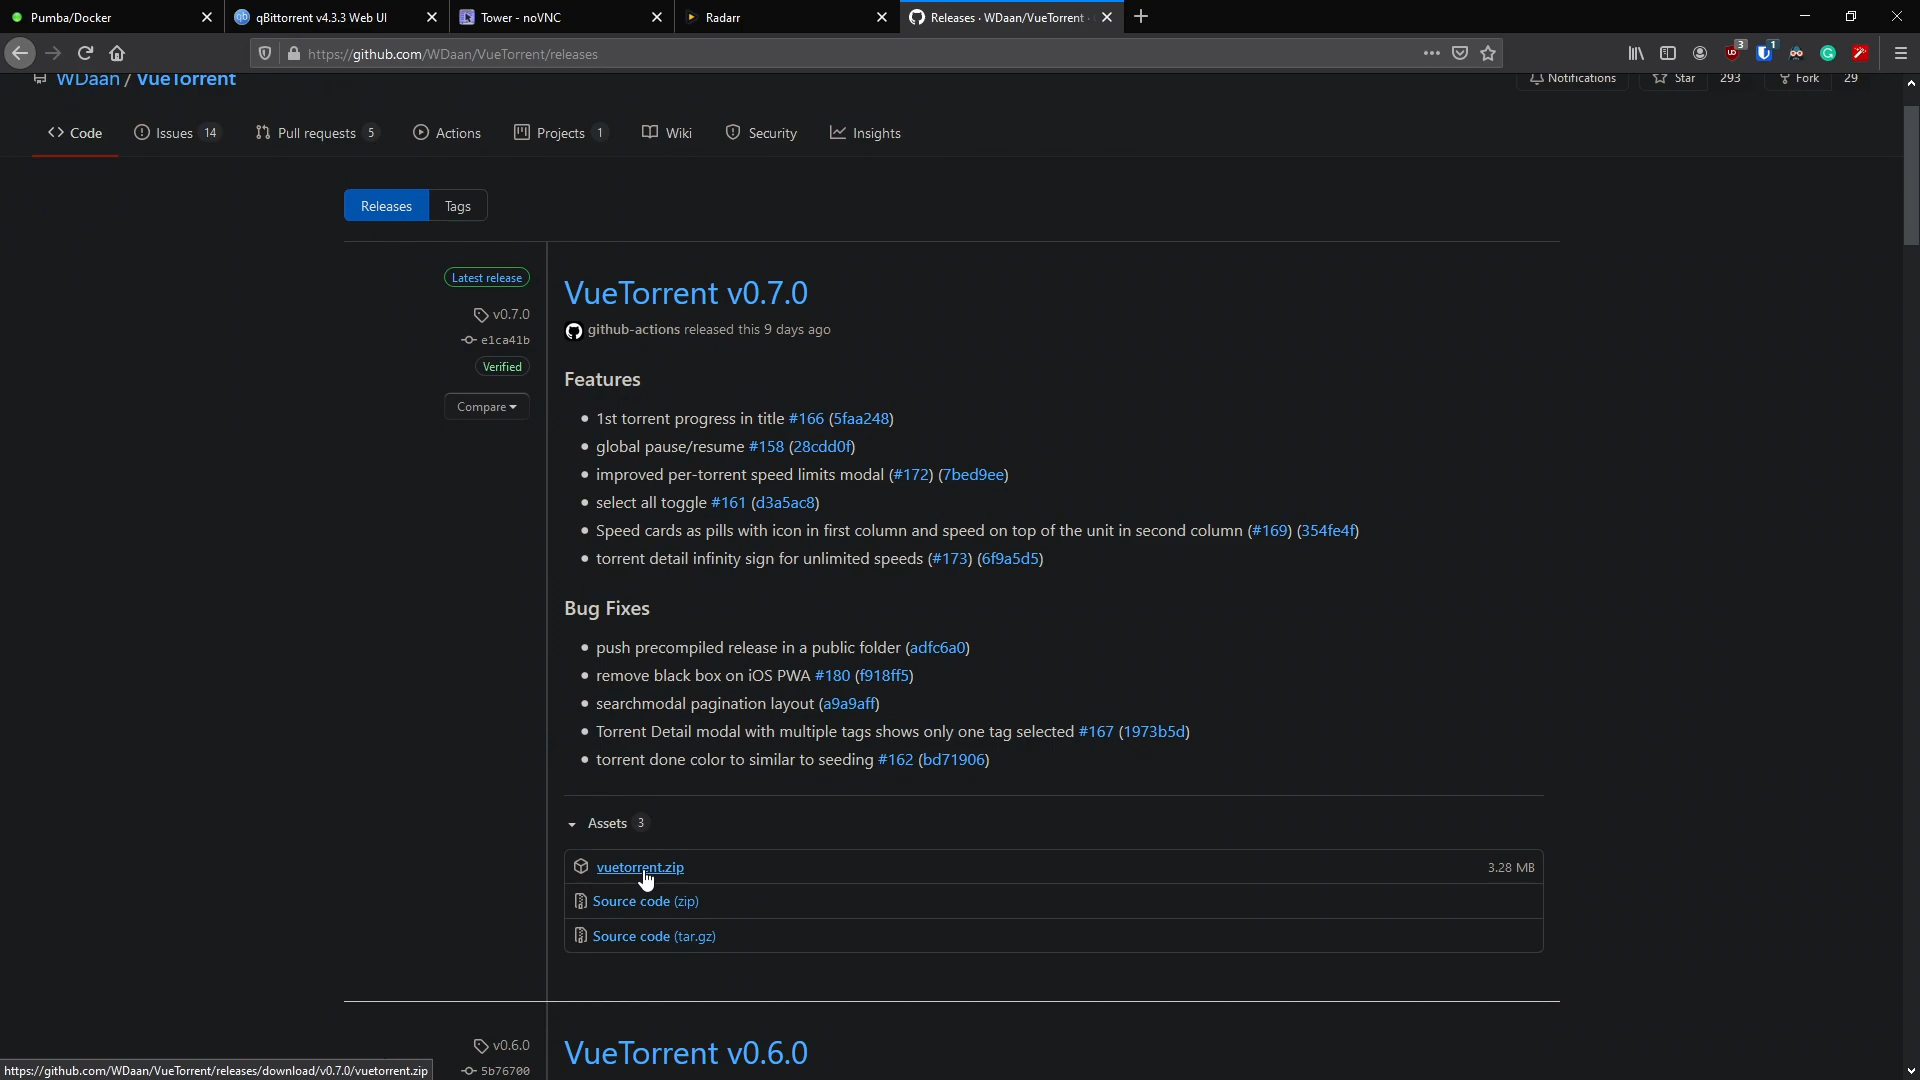 Pumba/Docker
qBittorrent v4.3.3 Web UI
Tower - noVNC
Radarr
Releases · WDaan/VueTorrent ·
https://github.com/WDaan/VueTorrent/releases
3
1
WDaan / VueTorrent
Notifications
Star 293
Fork 29
Code
Issues 14
Pull requests 5
Actions
Projects 1
Wiki
Security
Insights
Releases
Tags
Latest release
v0.7.0
e1ca41b
Verified
Compare
VueTorrent v0.7.0
github-actions released this 9 days ago
Features
1st torrent progress in title #166 (5faa248)
global pause/resume #158 (28cdd0f)
improved per-torrent speed limits modal (#172) (7bed9ee)
select all toggle #161 (d3a5ac8)
Speed cards as pills with icon in first column and speed on top of the unit in second column (#169) (354fe4f)
torrent detail infinity sign for unlimited speeds (#173) (6f9a5d5)
Bug Fixes
push precompiled release in a public folder (adfc6a0)
remove black box on iOS PWA #180 (f918ff5)
searchmodal pagination layout (a9a9aff)
Torrent Detail modal with multiple tags shows only one tag selected #167 (1973b5d)
torrent done color to similar to seeding #162 (bd71906)
Assets 3
vuetorrent.zip 3.28 MB
Source code (zip)
Source code (tar.gz)
v0.6.0
5b76700
VueTorrent v0.6.0
https://github.com/WDaan/VueTorrent/releases/download/v0.7.0/vuetorrent.zip